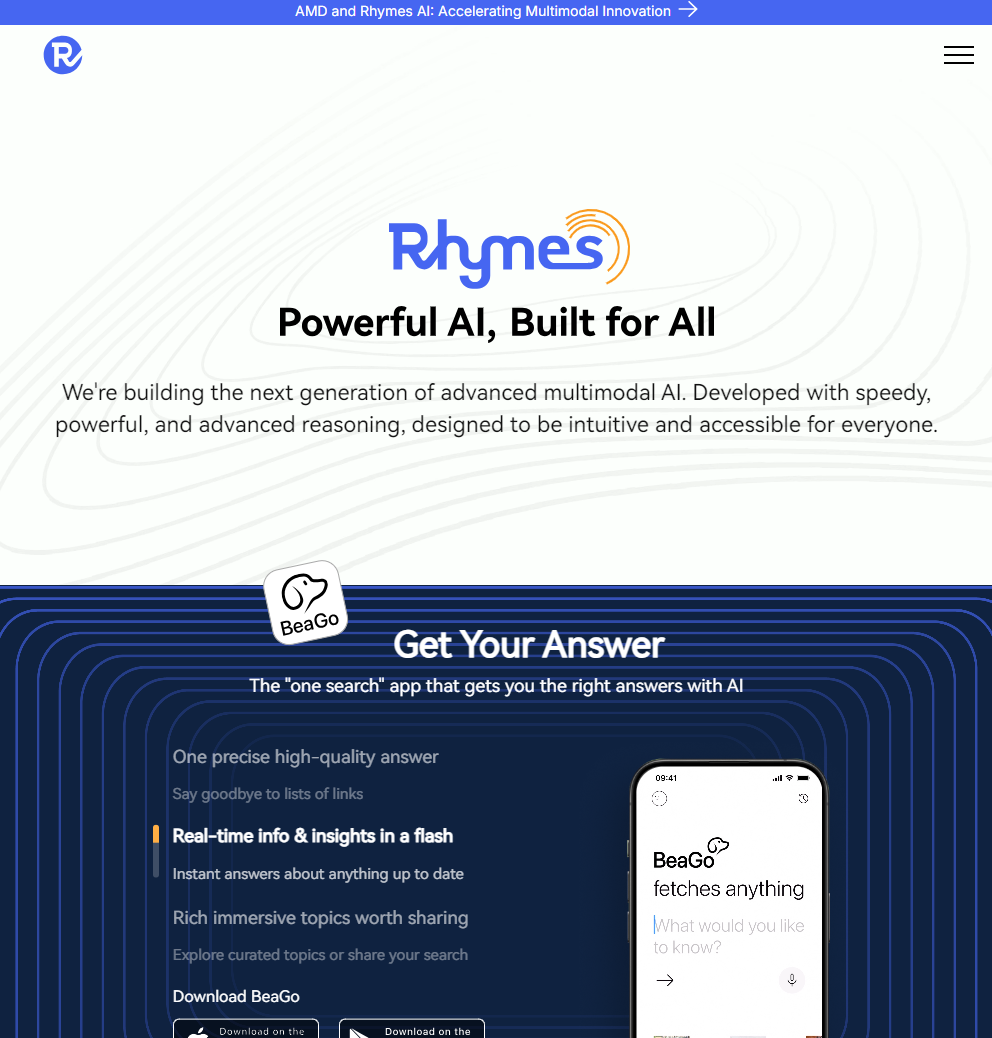 AMD and Rhymes AI: Accelerating Multimodal Innovation
R
Rhymes
Powerful AI, Built for All
We're building the next generation of advanced multimodal AI. Developed with speedy,
powerful, and advanced reasoning, designed to be intuitive and accessible for everyone.
BeaGo
Get Your Answer
The "one search" app that gets you the right answers with AI
One precise high-quality answer
Say goodbye to lists of links
Real-time info & insights in a flash
Instant answers about anything up to date
Rich immersive topics worth sharing
Explore curated topics or share your search
Download BeaGo
Download on the
Download on the
09:41
BeaGo
fetches anything
What would you like
to know?